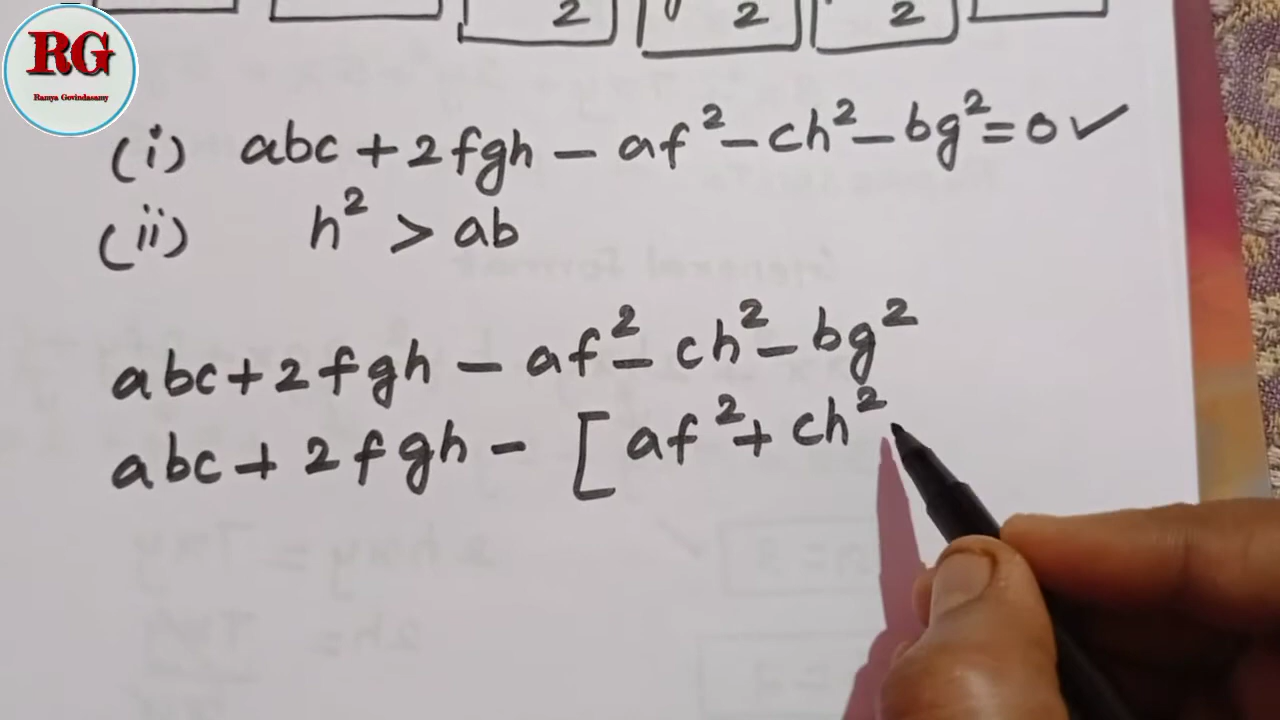 RG
Ramya Govindasamy
2 2 2
(i) abc + 2fgh - af² - ch² - bg² = 0 ✓
(ii) h² > ab
abc + 2fgh - af² - ch² - bg²
abc + 2fgh - [af² + ch²